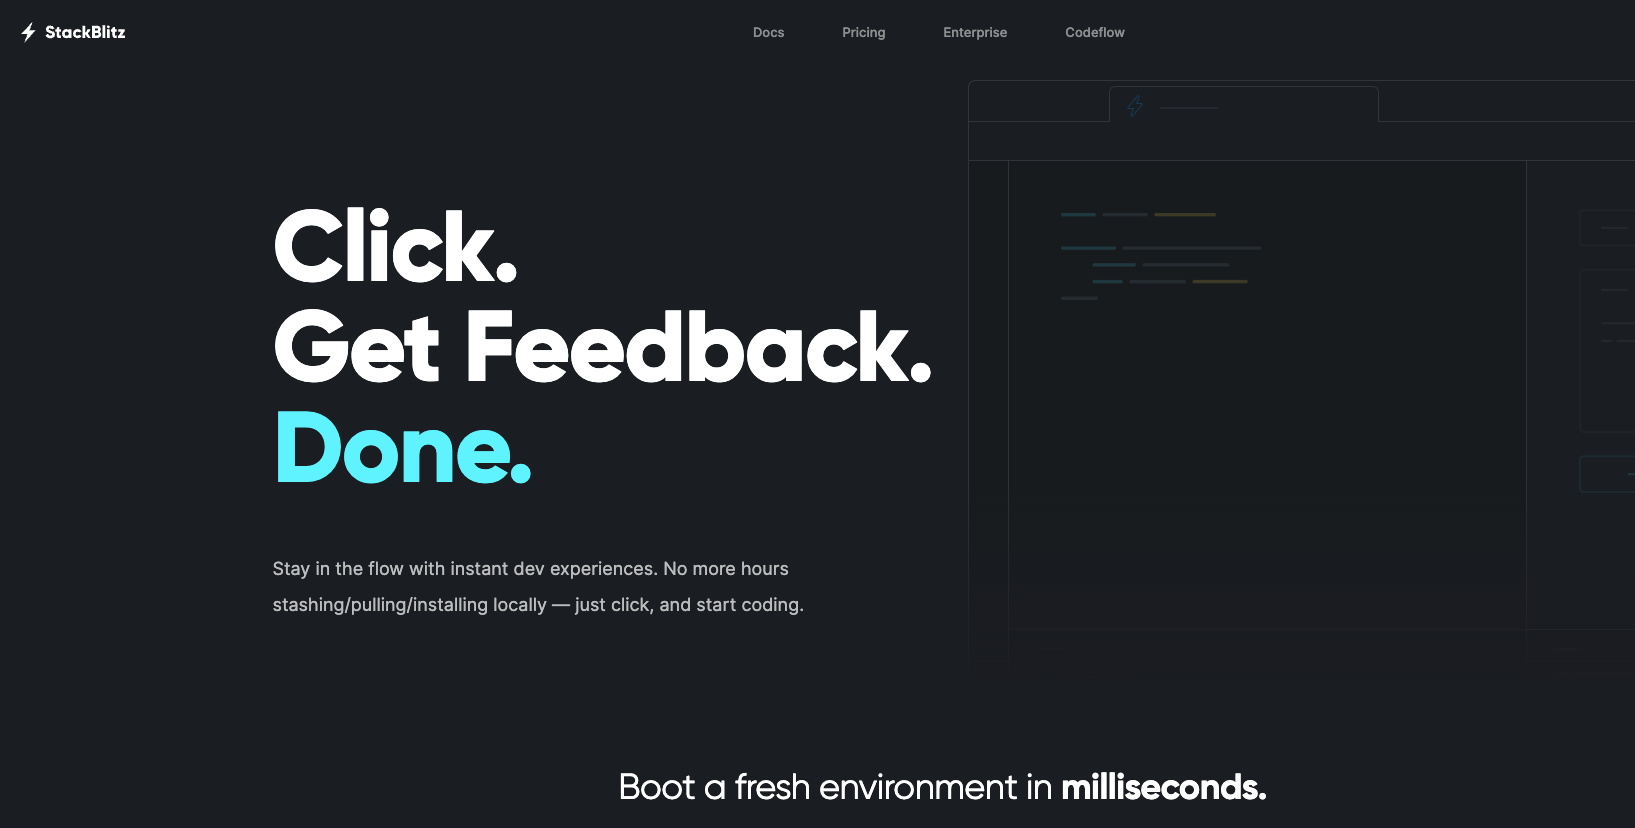 StackBlitz
Docs
Pricing
Enterprise
Codeflow
Click.
Get Feedback.
Done.
Stay in the flow with instant dev experiences. No more hours
stashing/pulling/installing locally — just click, and start coding.
Boot a fresh environment in milliseconds.